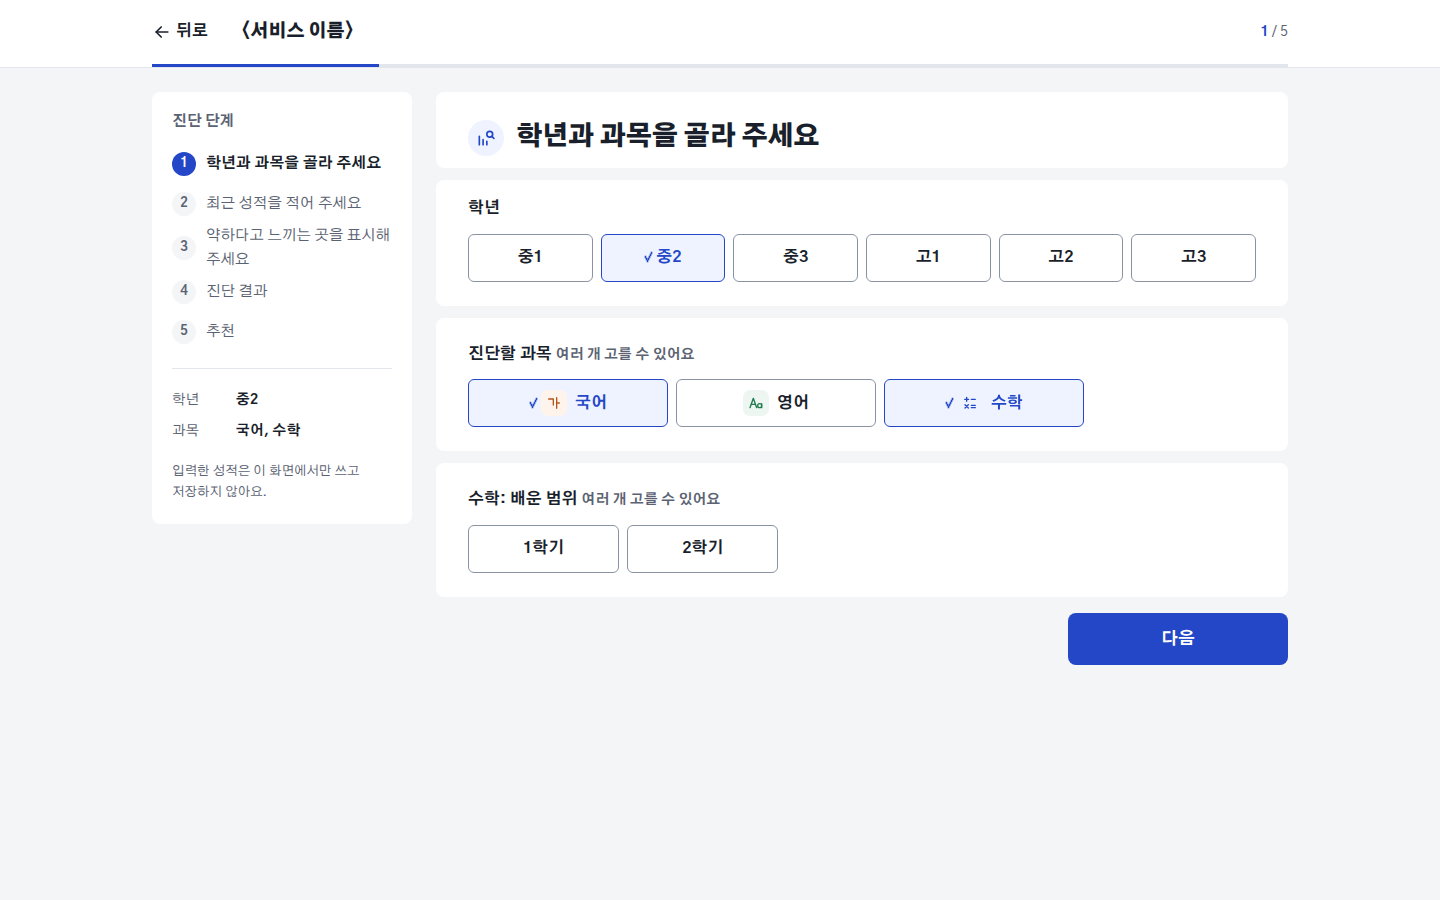 뒤로
〈서비스 이름〉
1 / 5
진단 단계
1 학년과 과목을 골라 주세요
2 최근 성적을 적어 주세요
3 약하다고 느끼는 곳을 표시해
주세요
4 진단 결과
5 추천
학년 중2
과목 국어, 수학
입력한 성적은 이 화면에서만 쓰고
저장하지 않아요.
학년과 과목을 골라 주세요
학년
중1
✓ 중2
중3
고1
고2
고3
진단할 과목 여러 개 고를 수 있어요
✓ 가 국어
Aa 영어
✓ 수학
수학: 배운 범위 여러 개 고를 수 있어요
1학기
2학기
다음